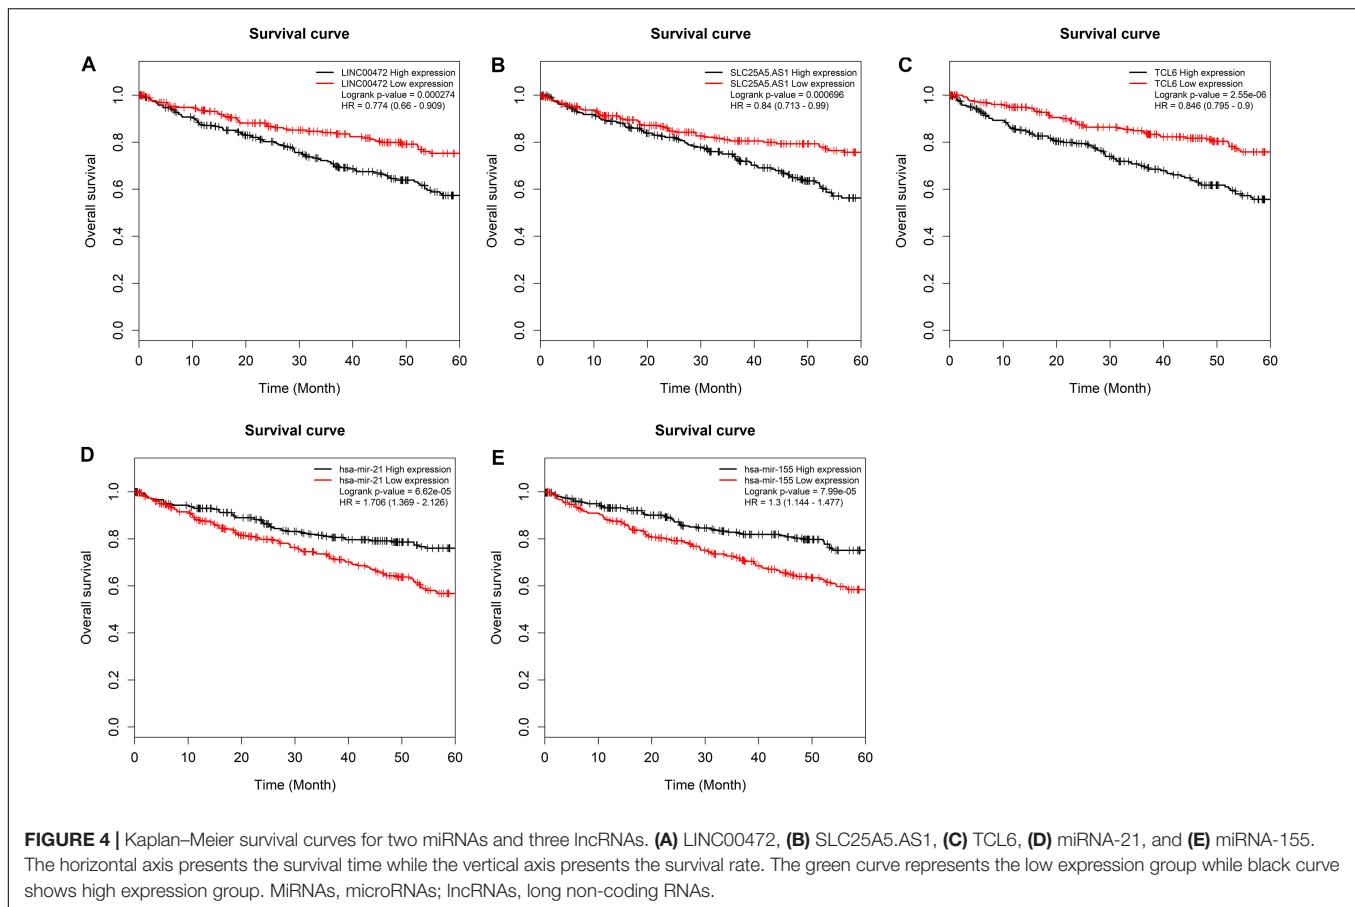 Survival curve
A
LINC00472 High expression
LINC00472 Low expression
Logrank p-value = 0.000274
HR = 0.774 (0.66 - 0.909)
Overall survival
0.0 0.2 0.4 0.6 0.8 1.0
0 10 20 30 40 50 60
Time (Month)
Survival curve
B
SLC25A5.AS1 High expression
SLC25A5.AS1 Low expression
Logrank p-value = 0.000696
HR = 0.84 (0.713 - 0.99)
Overall survival
0.0 0.2 0.4 0.6 0.8 1.0
0 10 20 30 40 50 60
Time (Month)
Survival curve
C
TCL6 High expression
TCL6 Low expression
Logrank p-value = 2.55e-06
HR = 0.846 (0.795 - 0.9)
Overall survival
0.0 0.2 0.4 0.6 0.8 1.0
0 10 20 30 40 50 60
Time (Month)
Survival curve
D
hsa-mir-21 High expression
hsa-mir-21 Low expression
Logrank p-value = 6.62e-05
HR = 1.706 (1.369 - 2.126)
Overall survival
0.0 0.2 0.4 0.6 0.8 1.0
0 10 20 30 40 50 60
Time (Month)
Survival curve
E
hsa-mir-155 High expression
hsa-mir-155 Low expression
Logrank p-value = 7.99e-05
HR = 1.3 (1.144 - 1.477)
Overall survival
0.0 0.2 0.4 0.6 0.8 1.0
0 10 20 30 40 50 60
Time (Month)
FIGURE 4 | Kaplan–Meier survival curves for two miRNAs and three lncRNAs. (A) LINC00472, (B) SLC25A5.AS1, (C) TCL6, (D) miRNA-21, and (E) miRNA-155.
The horizontal axis presents the survival time while the vertical axis presents the survival rate. The green curve represents the low expression group while black curve
shows high expression group. MiRNAs, microRNAs; lncRNAs, long non-coding RNAs.